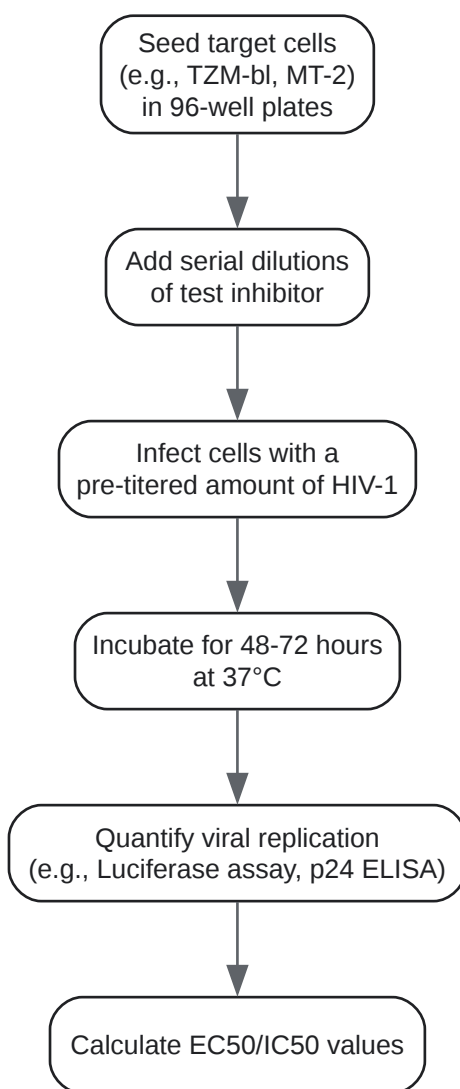 Seed target cells
(e.g., TZM-bl, MT-2)
in 96-well plates
Add serial dilutions
of test inhibitor
Infect cells with a
pre-titered amount of HIV-1
Incubate for 48-72 hours
at 37°C
Quantify viral replication
(e.g., Luciferase assay, p24 ELISA)
Calculate EC50/IC50 values